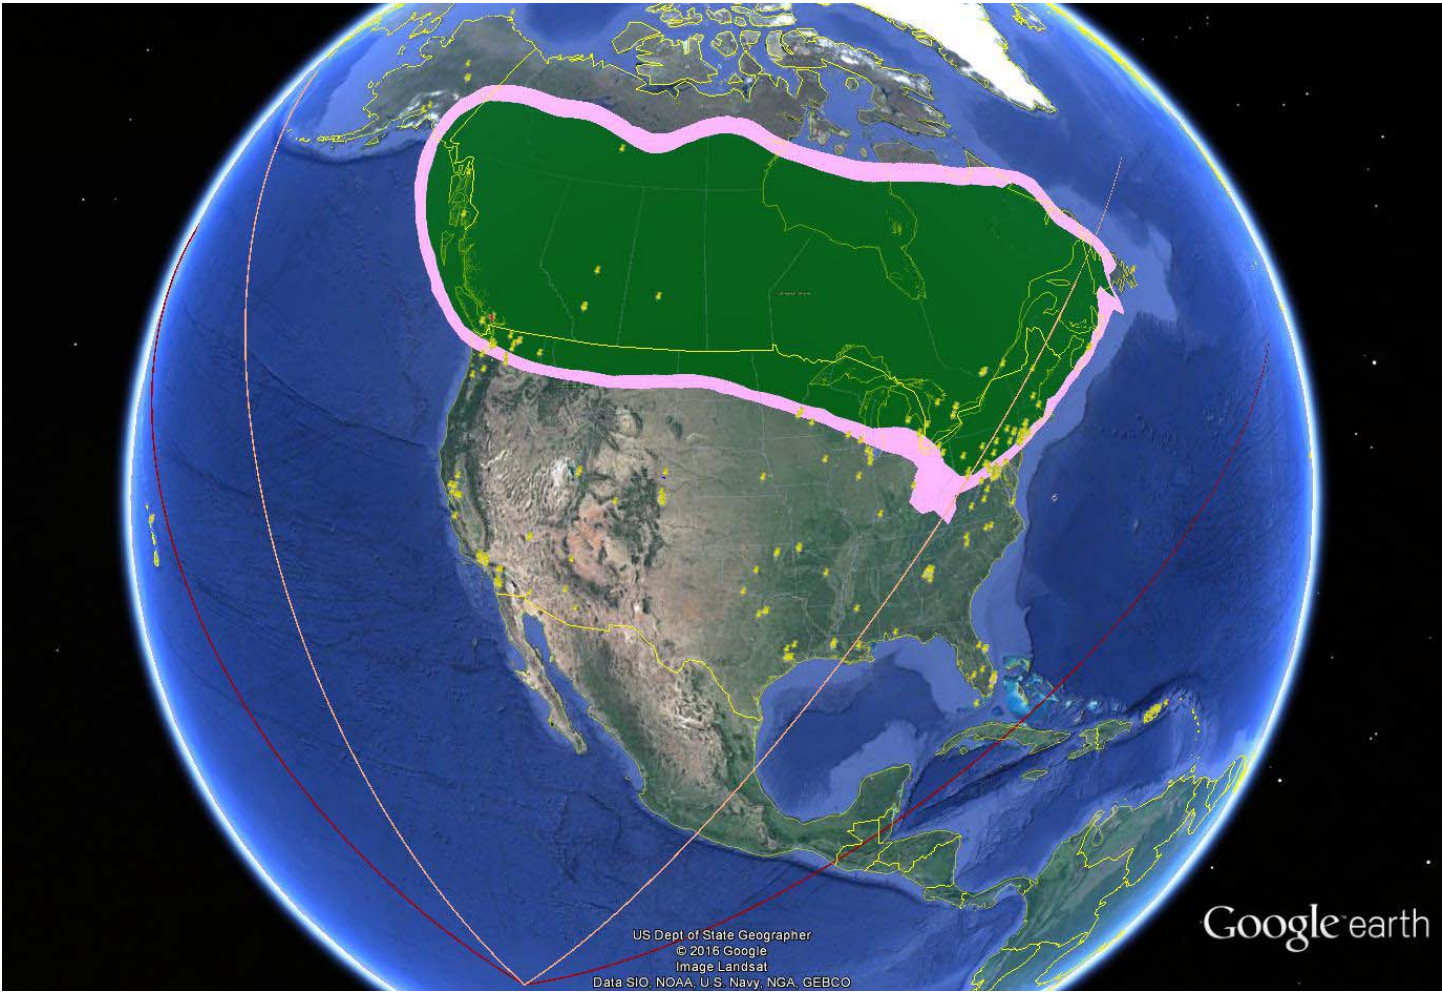 Google earth
US Dept of State Geographer
© 2016 Google
Image Landsat
Data SIO, NOAA, U.S. Navy, NGA, GEBCO